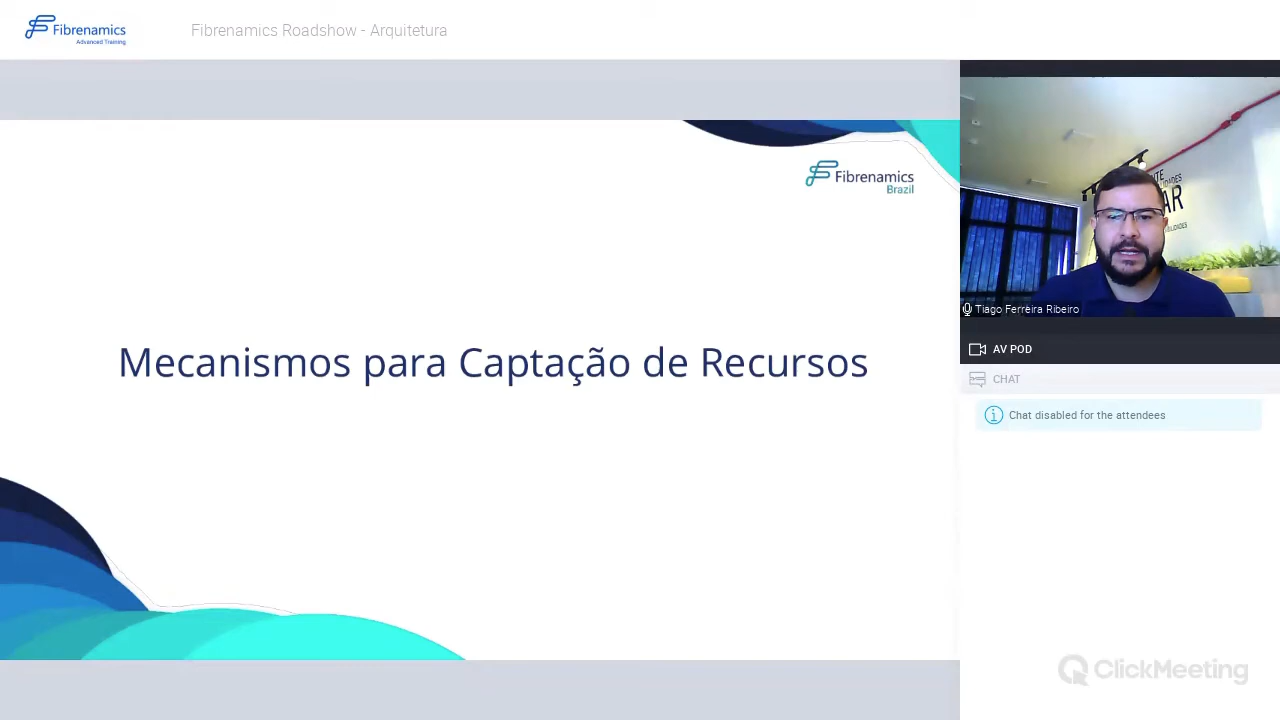 Fibrenamics
Advanced Training
Fibrenamics Roadshow - Arquitetura
Fibrenamics
Brazil
Mecanismos para Captação de Recursos
Tiago Ferreira Ribeiro
AV POD
CHAT
Chat disabled for the attendees
ClickMeeting